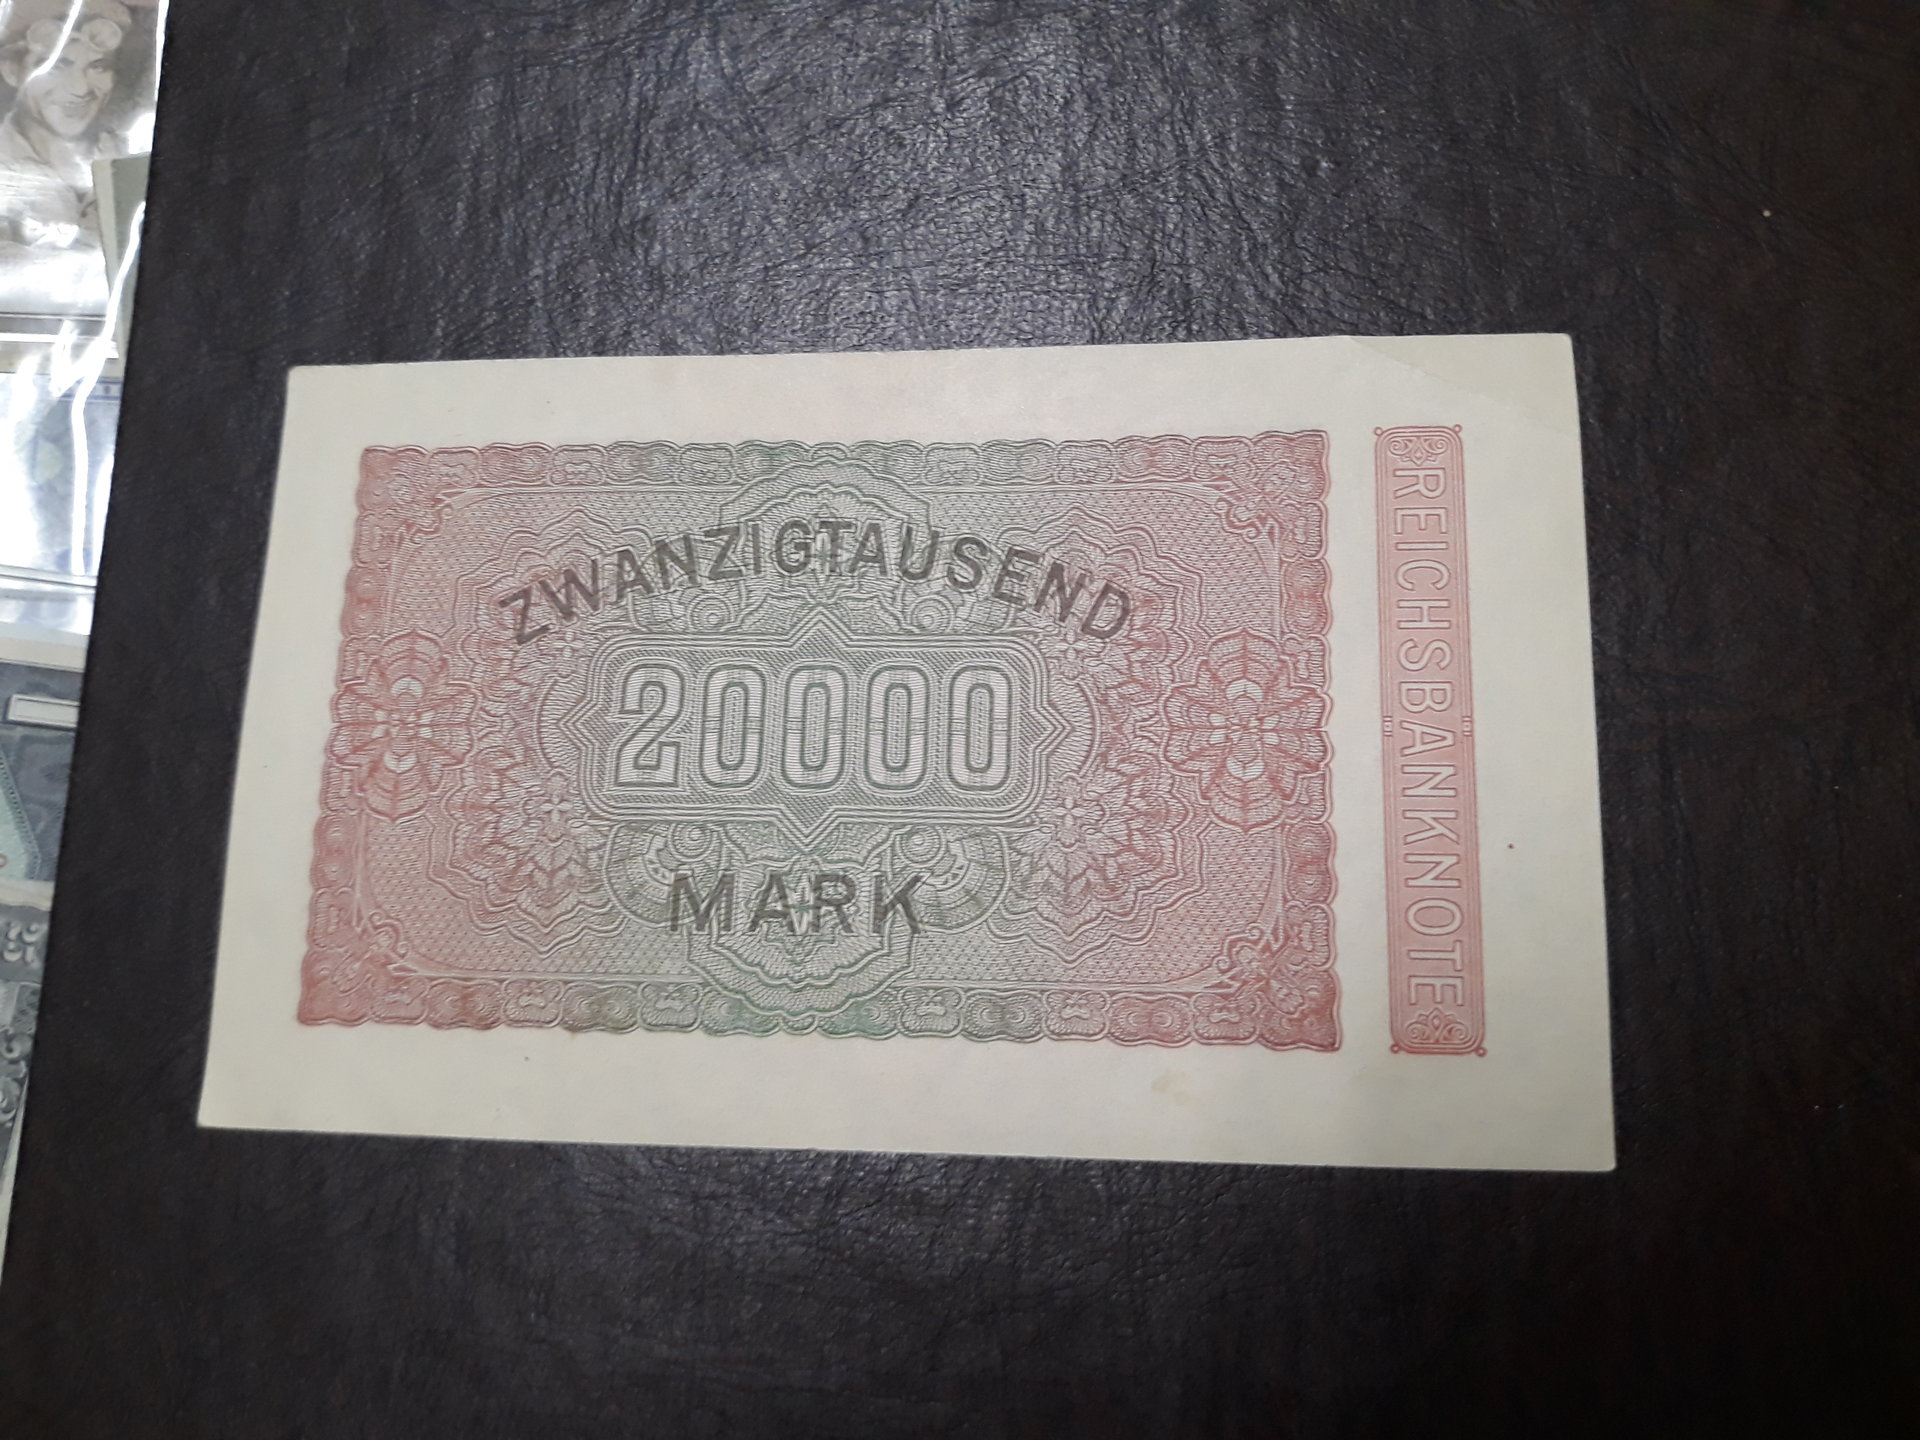 ZWANZIGTAUSEND
20000
MARK
REICHSBANKNOTE